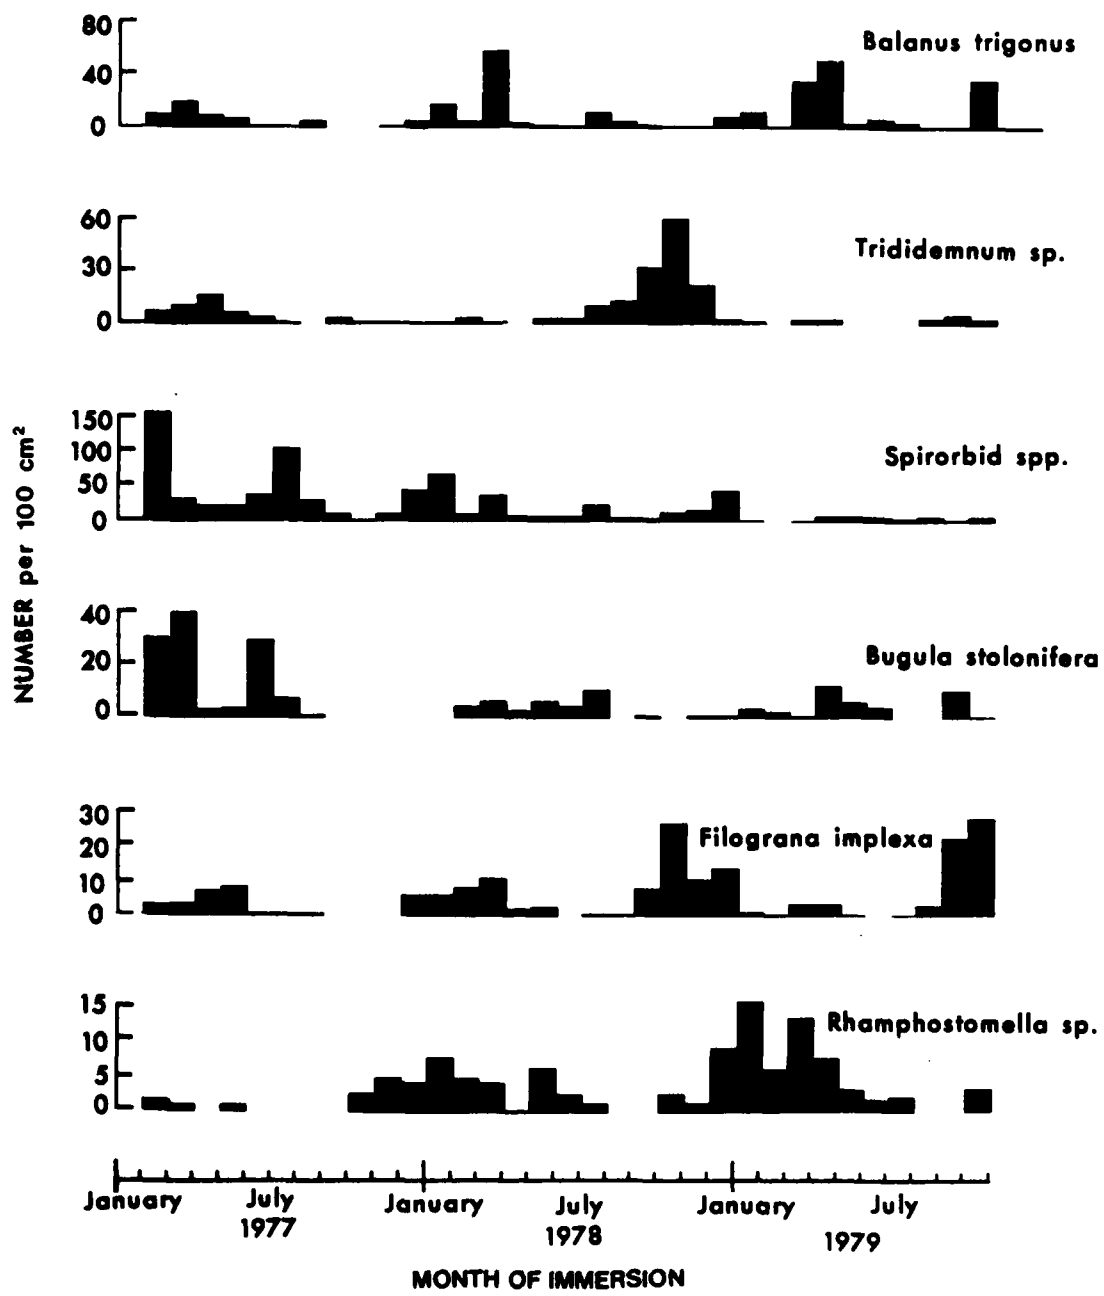 80
40
0
Balanus trigonus
60
30
0
Trididemnum sp.
150
100
50
0
Spirorbid spp.
40
20
0
Bugula stolonifera
30
20
10
0
Filograna implexa
15
10
5
0
Rhamphostomella sp.
NUMBER per 100 cm²
January July January July January July
1977 1978 1979
MONTH OF IMMERSION